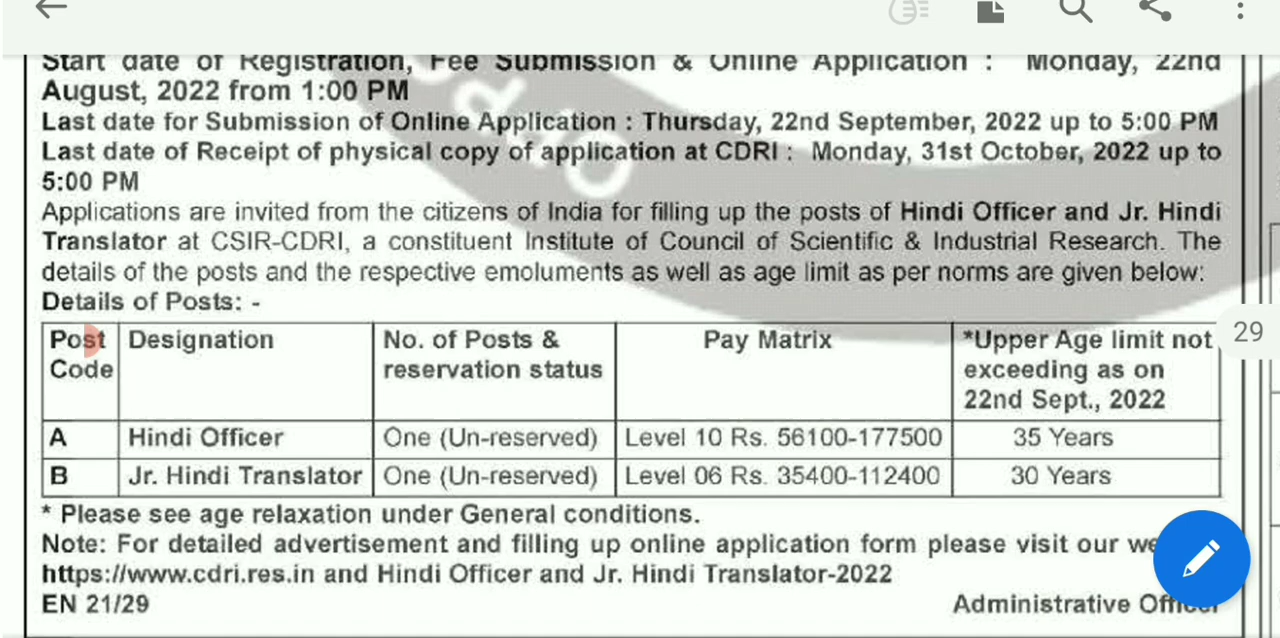 Start date of Registration, Fee Submission & Online Application : Monday, 22nd
August, 2022 from 1:00 PM
Last date for Submission of Online Application : Thursday, 22nd September, 2022 up to 5:00 PM
Last date of Receipt of physical copy of application at CDRI : Monday, 31st October, 2022 up to
5:00 PM
Applications are invited from the citizens of India for filling up the posts of Hindi Officer and Jr. Hindi
Translator at CSIR-CDRI, a constituent Institute of Council of Scientific & Industrial Research. The
details of the posts and the respective emoluments as well as age limit as per norms are given below:
Details of Posts: -
Post Code Designation No. of Posts & reservation status Pay Matrix *Upper Age limit not exceeding as on 22nd Sept., 2022
29
A Hindi Officer One (Un-reserved) Level 10 Rs. 56100-177500 35 Years
B Jr. Hindi Translator One (Un-reserved) Level 06 Rs. 35400-112400 30 Years
* Please see age relaxation under General conditions.
Note: For detailed advertisement and filling up online application form please visit our
https://www.cdri.res.in and Hindi Officer and Jr. Hindi Translator-2022
EN 21/29 Administrative Officer